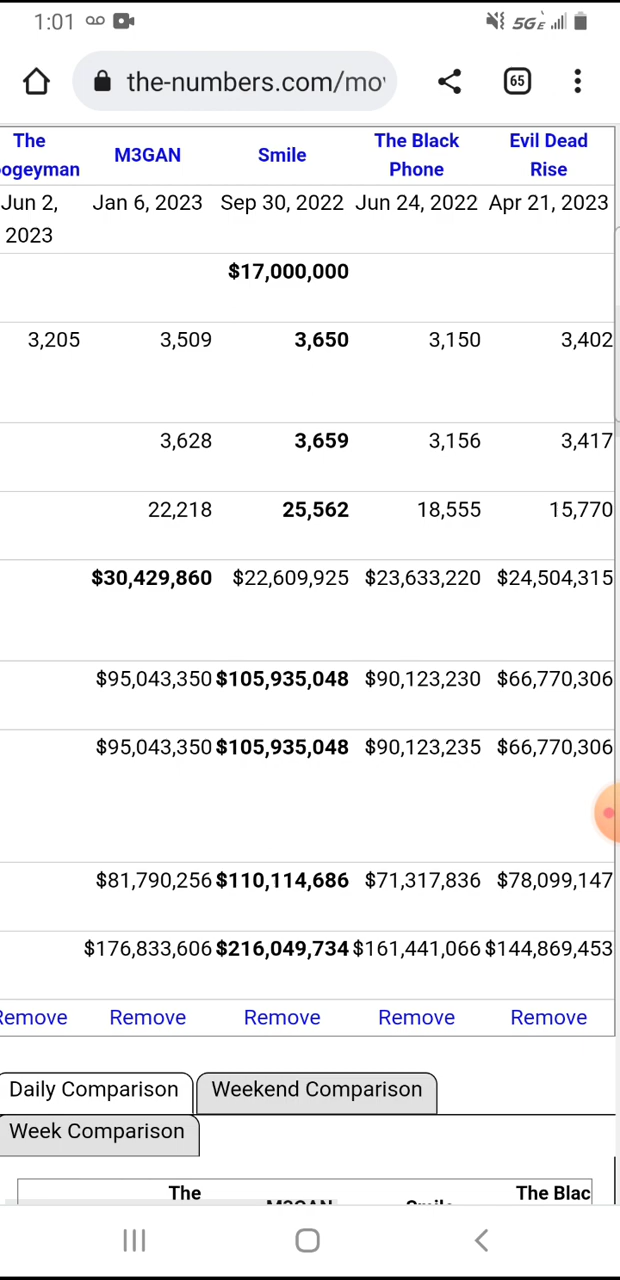 1:01 5GE
the-numbers.com/mo 65
The M3GAN Smile The Black Evil Dead
ogeyman Phone Rise
Jun 2, Jan 6, 2023 Sep 30, 2022 Jun 24, 2022 Apr 21, 2023
2023
$17,000,000
3,205 3,509 3,650 3,150 3,402
3,628 3,659 3,156 3,417
22,218 25,562 18,555 15,770
$30,429,860 $22,609,925 $23,633,220 $24,504,315
$95,043,350 $105,935,048 $90,123,230 $66,770,306
$95,043,350 $105,935,048 $90,123,235 $66,770,306
$81,790,256 $110,114,686 $71,317,836 $78,099,147
$176,833,606 $216,049,734 $161,441,066 $144,869,453
Remove Remove Remove Remove Remove
Daily Comparison Weekend Comparison
Week Comparison
The M3GAN Smile The Blac